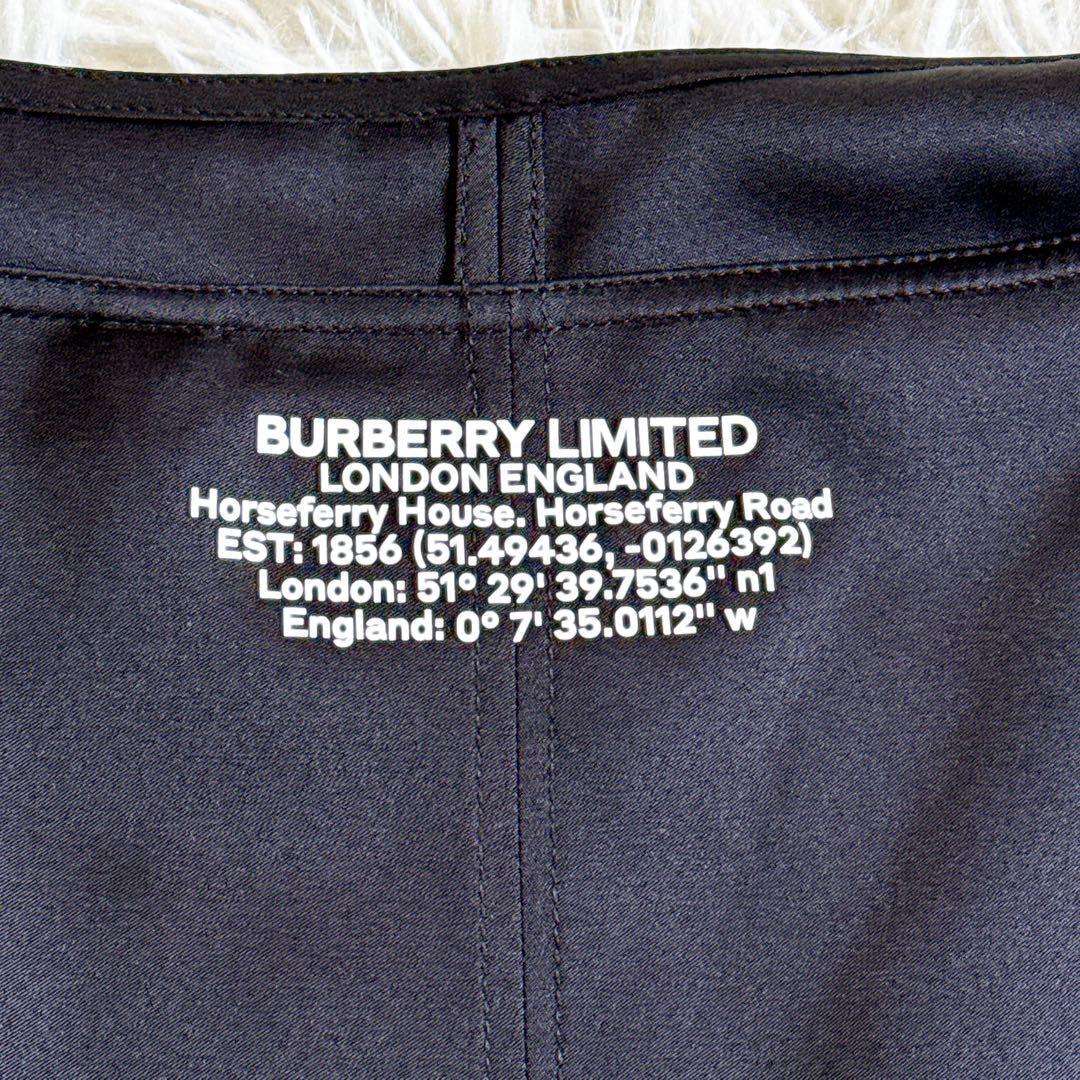 BURBERRY LIMITED
LONDON ENGLAND
Horseferry House. Horseferry Road
EST: 1856 (51.49436, -0126392)
London: 51° 29' 39.7536" n1
England: 0° 7' 35.0112" w